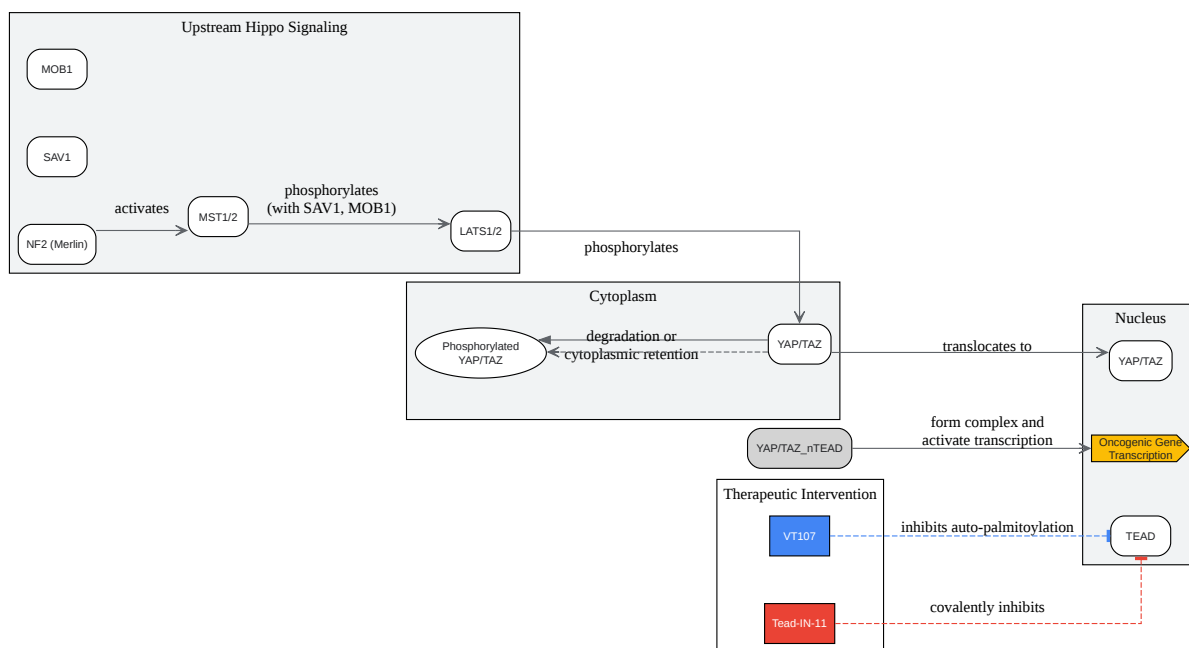 Upstream Hippo Signaling
MOB1
SAV1
NF2 (Merlin)
activates
MST1/2
phosphorylates
(with SAV1, MOB1)
LATS1/2
phosphorylates
Cytoplasm
Phosphorylated
YAP/TAZ
degradation or
cytoplasmic retention
YAP/TAZ
translocates to
Nucleus
YAP/TAZ
YAP/TAZ_nTEAD
form complex and
activate transcription
Oncogenic Gene
Transcription
Therapeutic Intervention
VT107
inhibits auto-palmitoylation
TEAD
Tead-IN-11
covalently inhibits